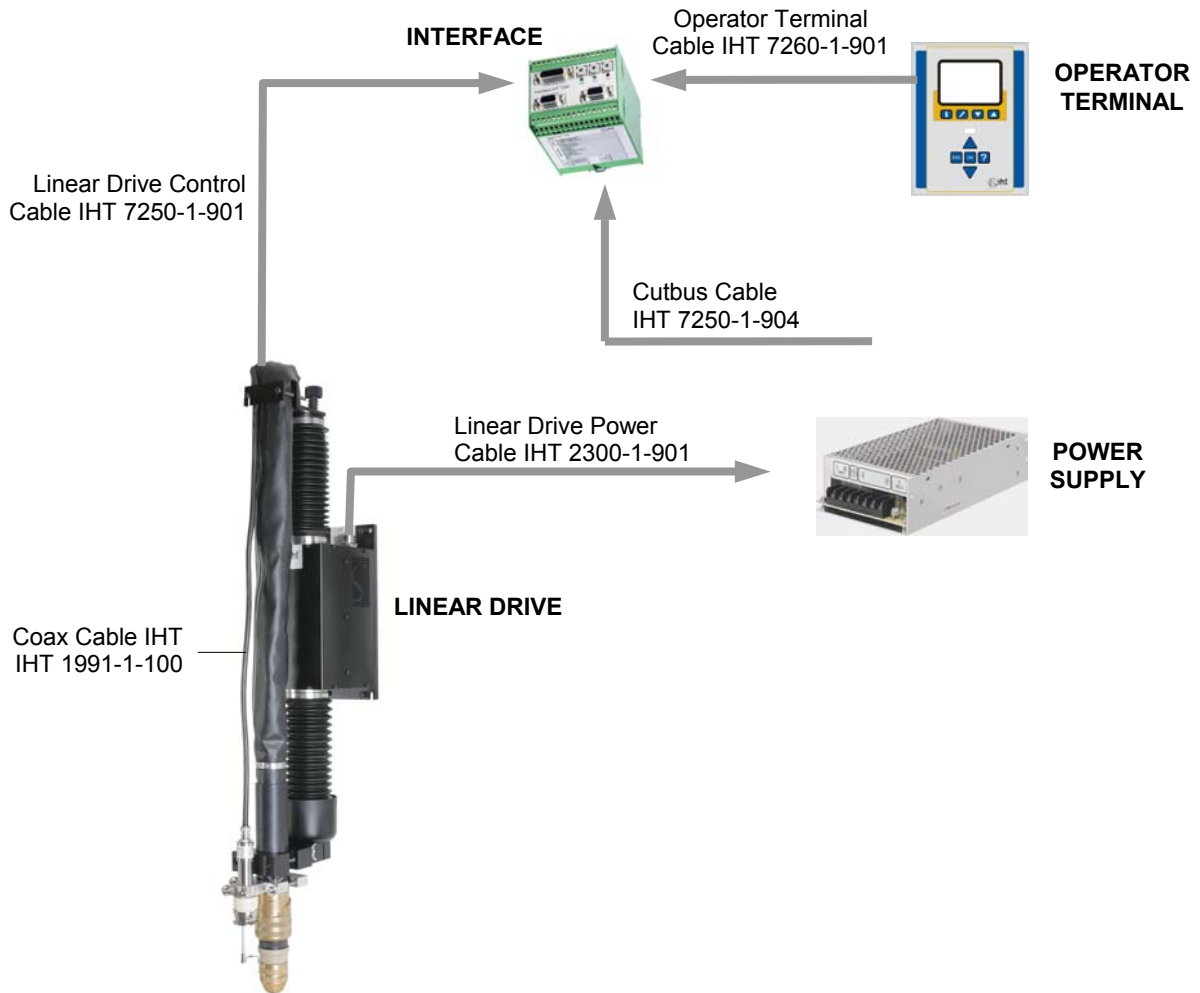 INTERFACE
Operator Terminal
Cable IHT 7260-1-901
OPERATOR
TERMINAL
Linear Drive Control
Cable IHT 7250-1-901
Cutbus Cable
IHT 7250-1-904
Linear Drive Power
Cable IHT 2300-1-901
POWER
SUPPLY
LINEAR DRIVE
Coax Cable IHT
IHT 1991-1-100
?
iht